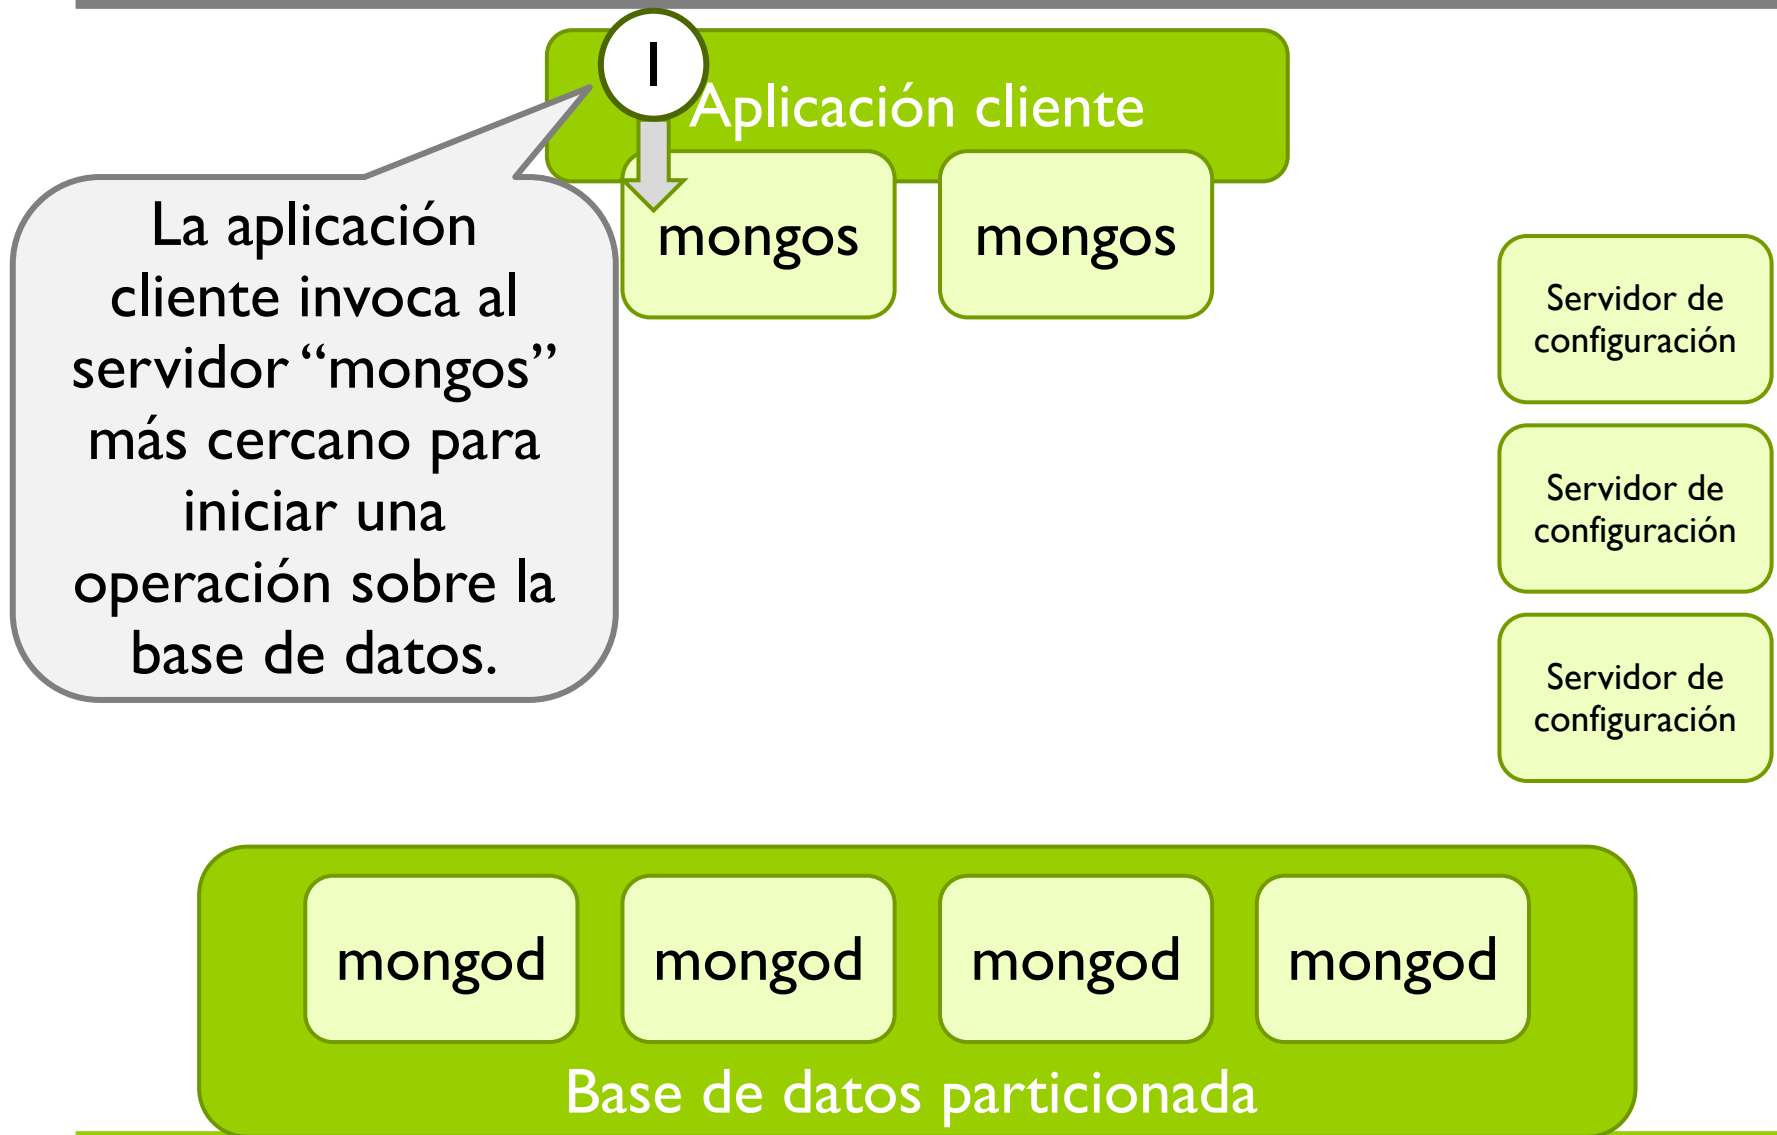 1
Aplicación cliente
La aplicación
cliente invoca al
servidor “mongos”
más cercano para
iniciar una
operación sobre la
base de datos.
mongos
mongos
Servidor de
configuración
Servidor de
configuración
Servidor de
configuración
mongod
mongod
mongod
mongod
Base de datos particionada